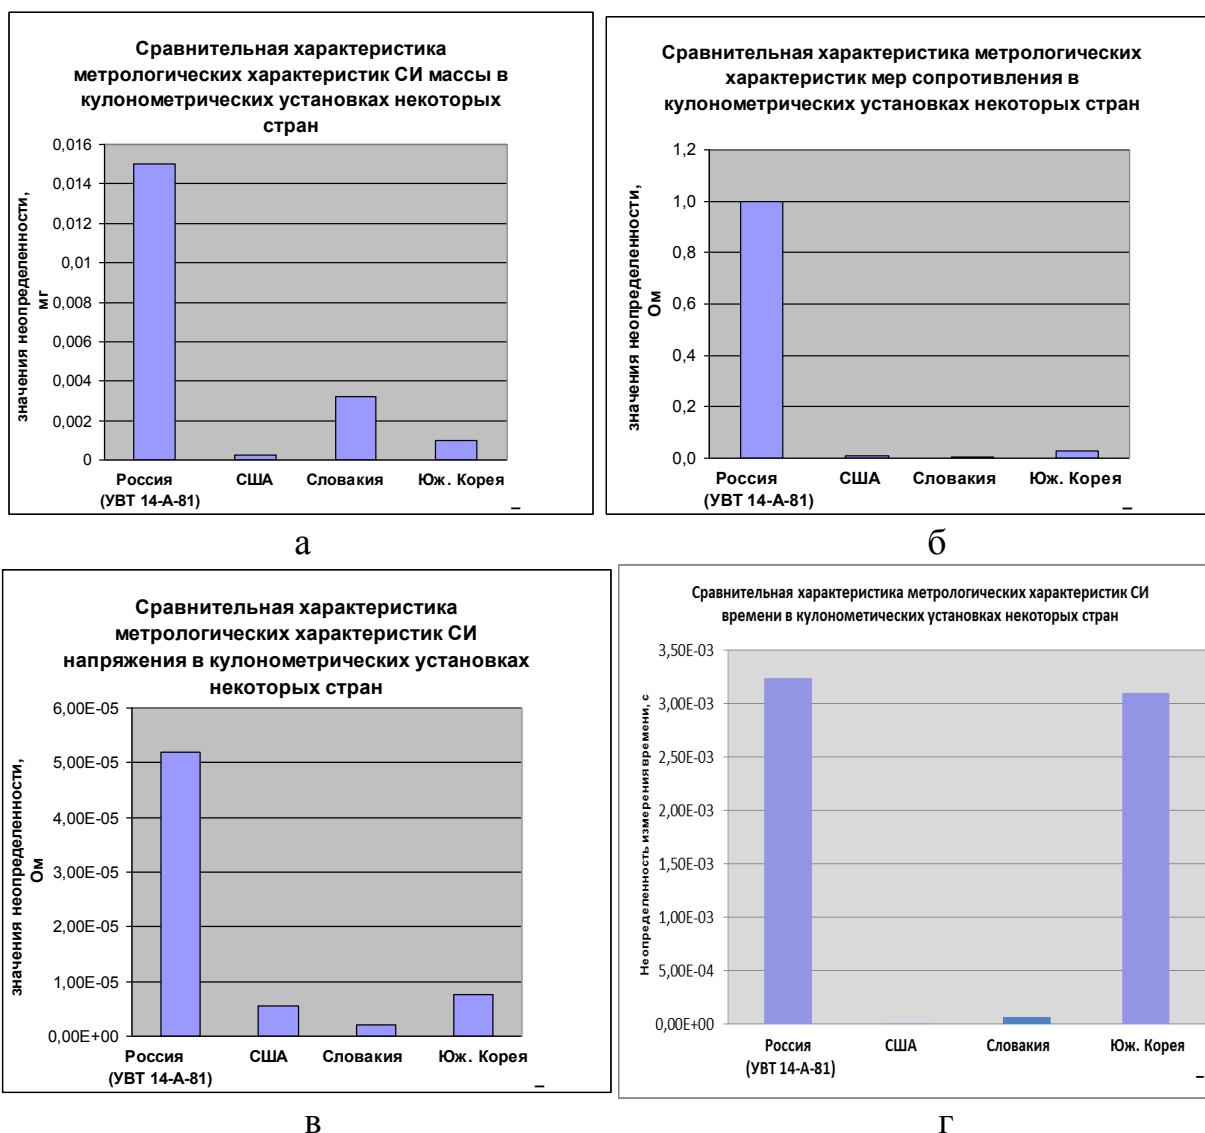 Сравнительная характеристика
метрологических характеристик СИ массы в
кулонометрических установках некоторых
стран
значения неопределенности,
мг
0,016
0,014
0,012
0,01
0,008
0,006
0,004
0,002
0
Россия
(УВТ 14-А-81)
США
Словакия
Юж. Корея
_
а
Сравнительная характеристика метрологических
характеристик мер сопротивления в
кулонометрических установках некоторых стран
значения неопределенности,
Ом
1,2
1,0
0,8
0,6
0,4
0,2
0,0
Россия
(УВТ 14-А-81)
США
Словакия
Юж. Корея
_
б
Сравнительная характеристика
метрологических характеристик СИ
напряжения в кулонометрических установках
некоторых стран
значения неопределенности,
Ом
6,00E-05
5,00E-05
4,00E-05
3,00E-05
2,00E-05
1,00E-05
0,00E+00
Россия
(УВТ 14-А-81)
США
Словакия
Юж. Корея
_
в
Сравнительная характеристика метрологических характеристик СИ
времени в кулонометических установках некоторых стран
Неопределенность измерения времени, с
3,50E-03
3,00E-03
2,50E-03
2,00E-03
1,50E-03
1,00E-03
5,00E-04
0,00E+00
Россия
(УВТ 14-А-81)
США
Словакия
Юж. Корея
_
г